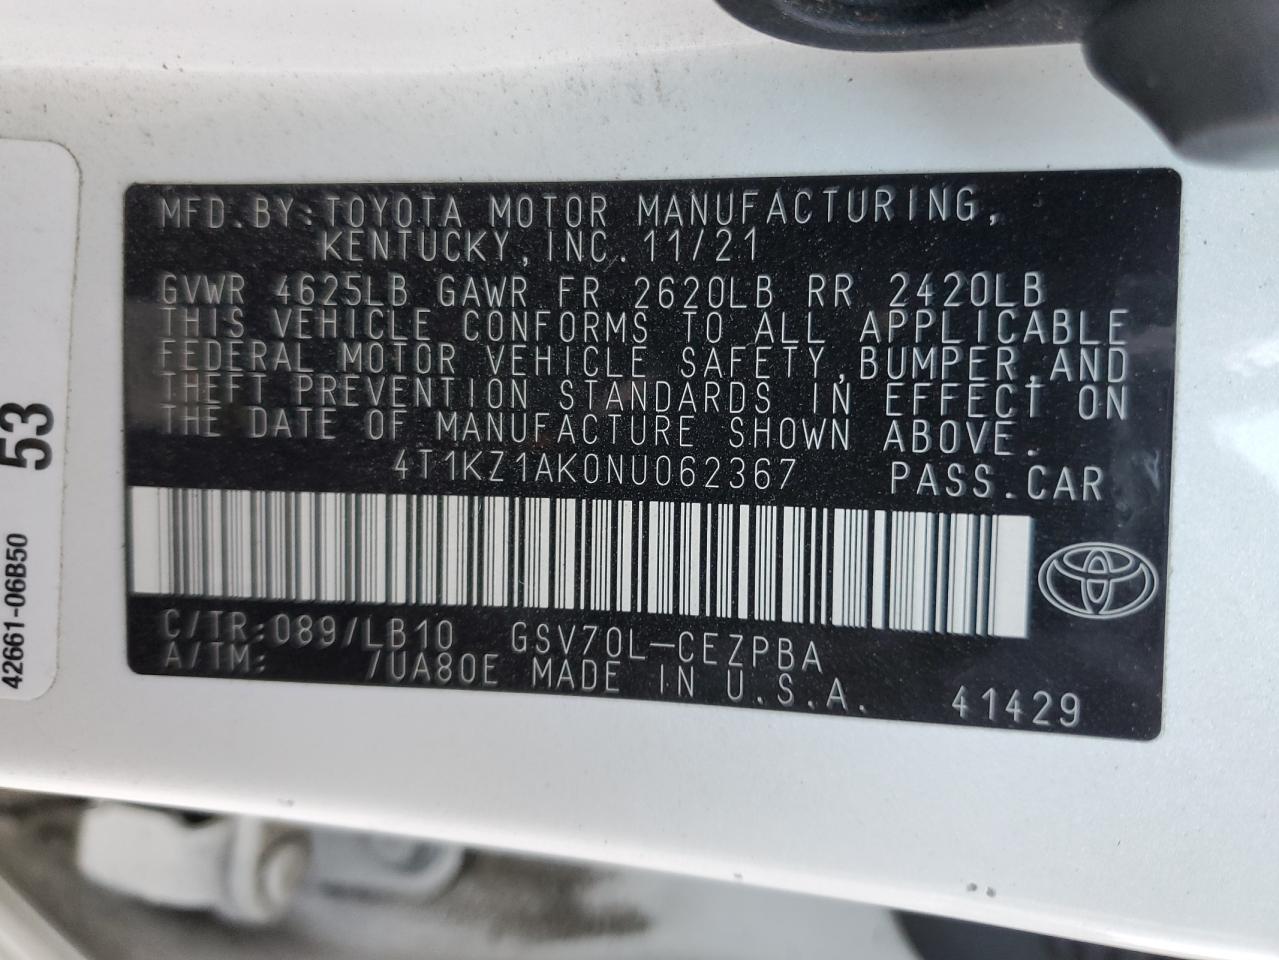 MFD.BY:TOYOTA MOTOR MANUFACTURING,
KENTUCKY,INC. 11/21
GVWR 4625LB GAWR FR 2620LB RR 2420LB
THIS VEHICLE CONFORMS TO ALL APPLICABLE
FEDERAL MOTOR VEHICLE SAFETY,BUMPER,AND
THEFT PREVENTION STANDARDS IN EFFECT ON
THE DATE OF MANUFACTURE SHOWN ABOVE.
4T1KZ1AK0NU062367 PASS.CAR
C/TR:089/LB10 GSV70L-CEZPBA
A/TM: /UA80E MADE IN U.S.A. 41429
53
42661-06B50